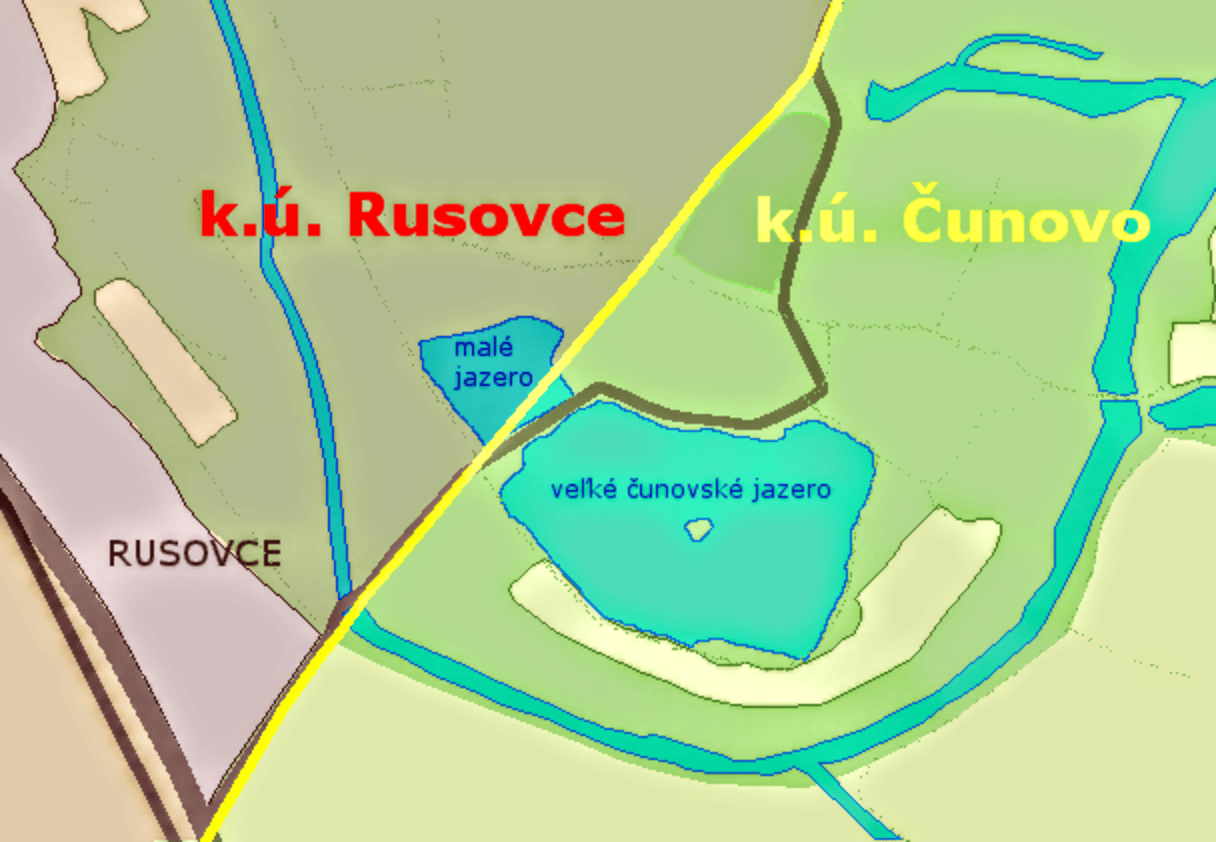 k.ú. Rusovce
k.ú. Čunovo
malé
jazero
veľké čunovské jazero
RUSOVCE